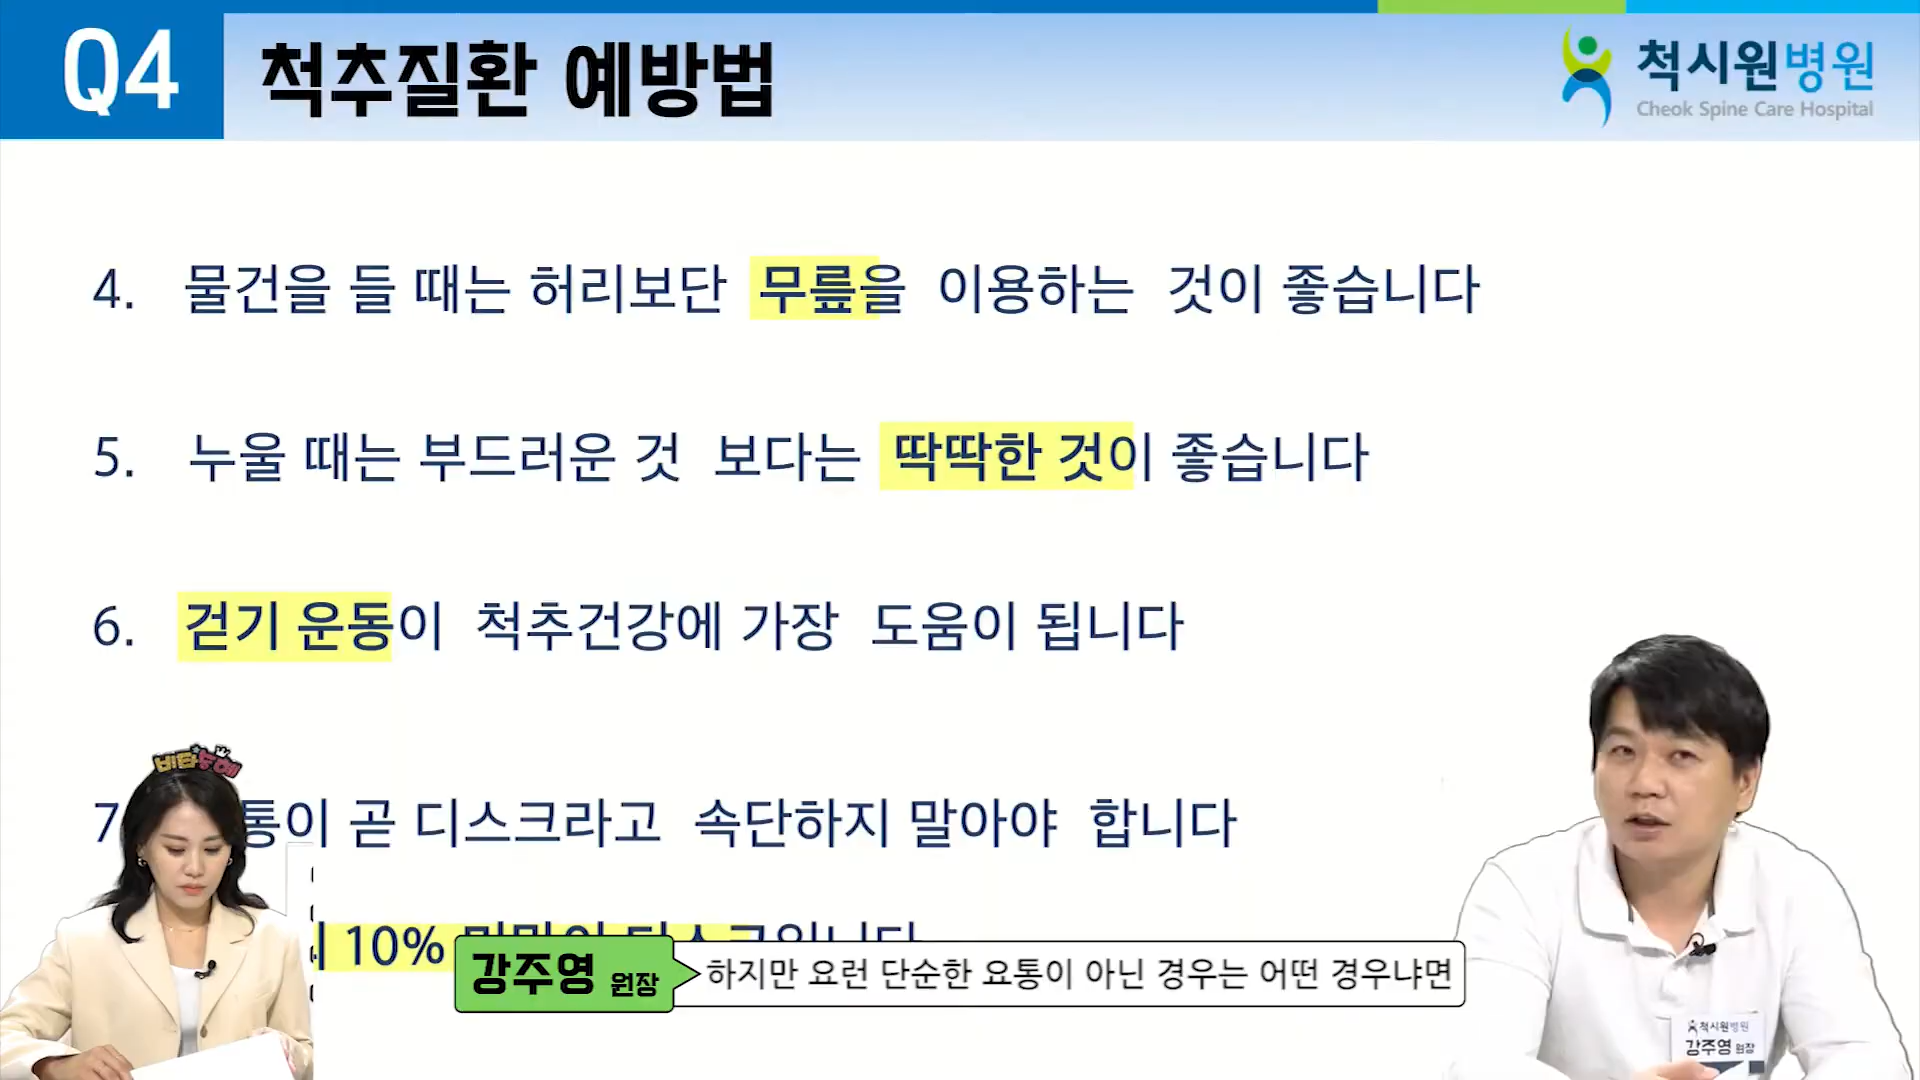 Q4 척추질환 예방법
척시원병원
Cheok Spine Care Hospital
4. 물건을 들 때는 허리보단 무릎을 이용하는 것이 좋습니다
5. 누울 때는 부드러운 것 보다는 딱딱한 것이 좋습니다
6. 걷기 운동이 척추건강에 가장 도움이 됩니다
7 통이 곧 디스크라고 속단하지 말아야 합니다
10%
강주영 원장 하지만 요런 단순한 요통이 아닌 경우는 어떤 경우냐면
척시원병원
강주영 원장